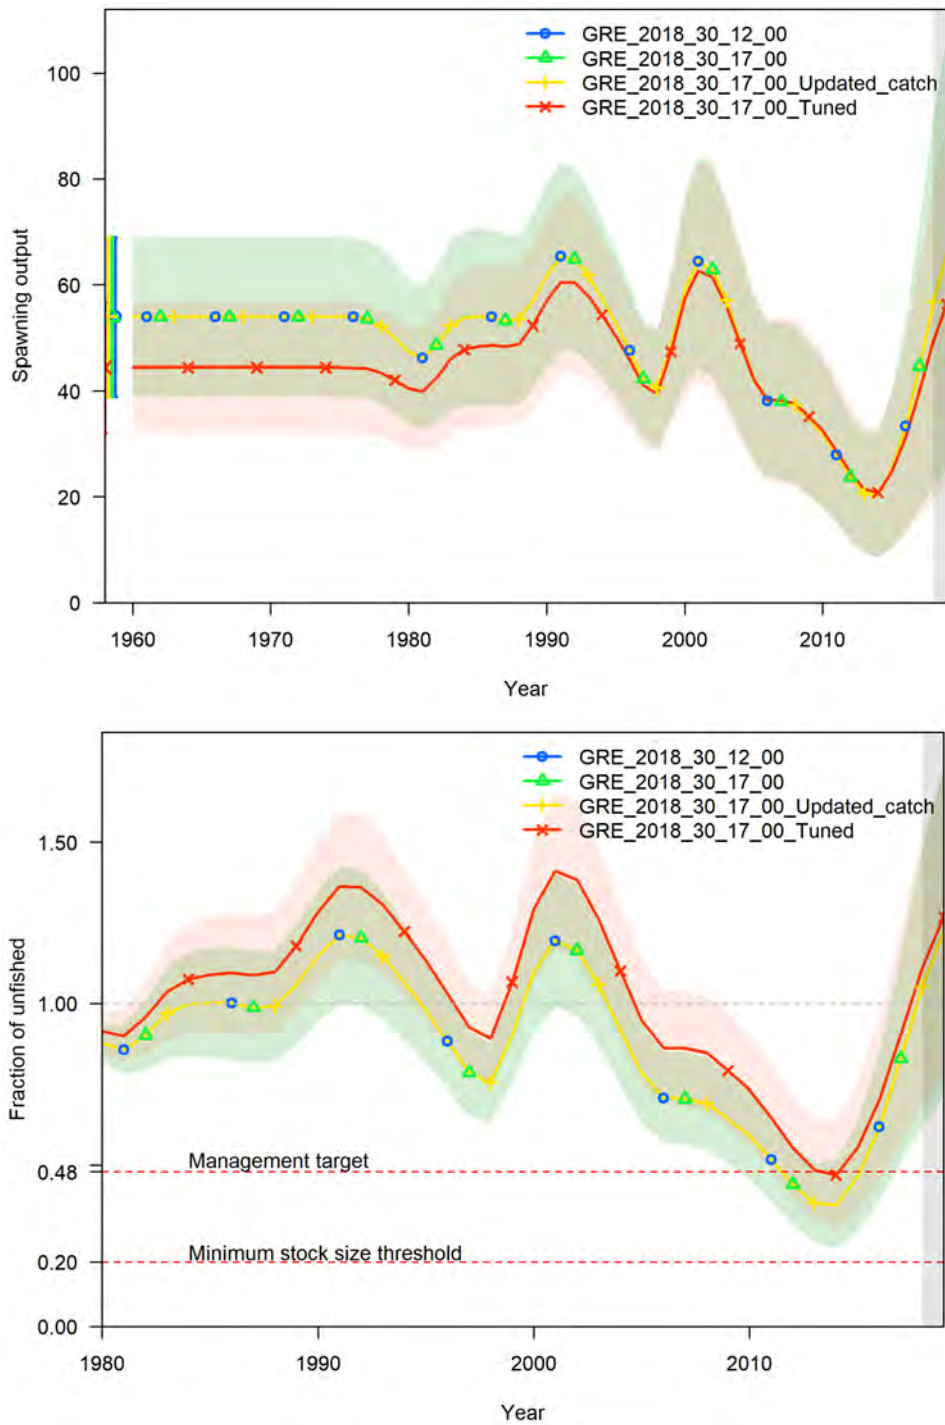 GRE_2018_30_12_00
GRE_2018_30_17_00
GRE_2018_30_17_00_Updated_catch
GRE_2018_30_17_00_Tuned
100
80
60
40
20
0
Spawning output
1960 1970 1980 1990 2000 2010
Year
GRE_2018_30_12_00
GRE_2018_30_17_00
GRE_2018_30_17_00_Updated_catch
GRE_2018_30_17_00_Tuned
1.50
1.00
0.48
0.20
0.00
Fraction of unfished
Management target
Minimum stock size threshold
1980 1990 2000 2010
Year